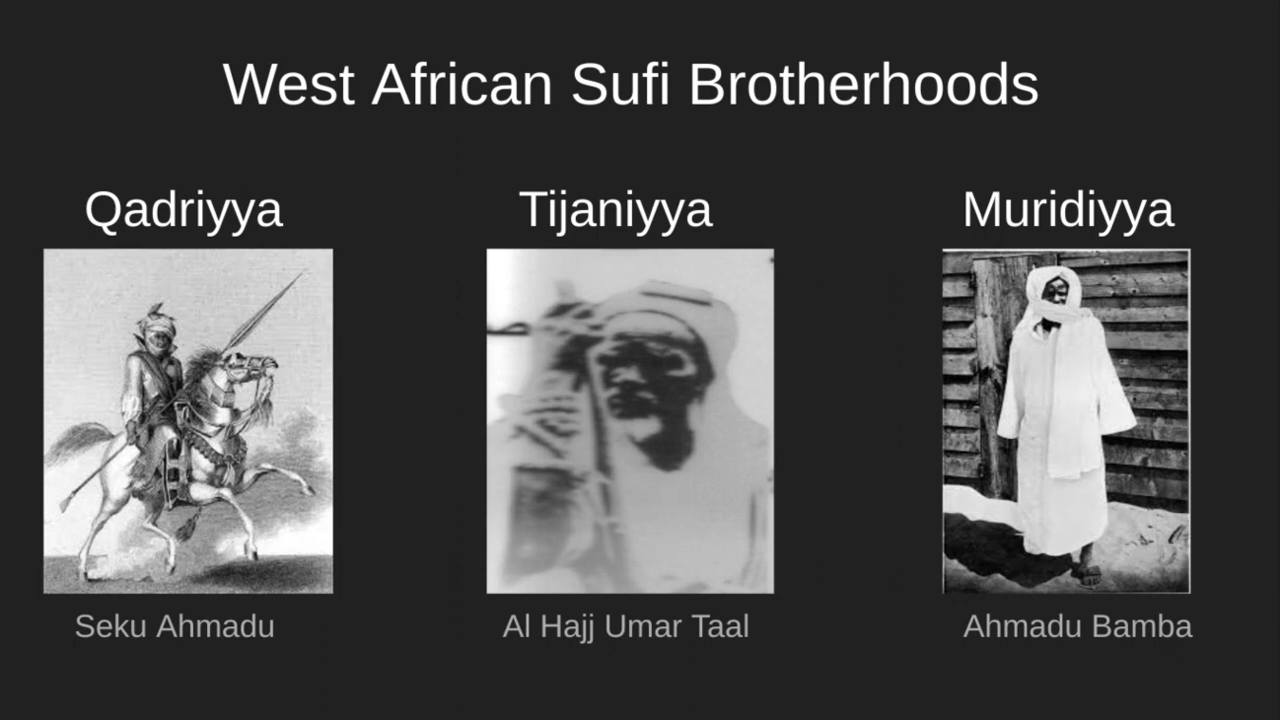 West African Sufi Brotherhoods
Qadriyya
Tijaniyya
Muridiyya
Seku Ahmadu
Al Hajj Umar Taal
Ahmadu Bamba